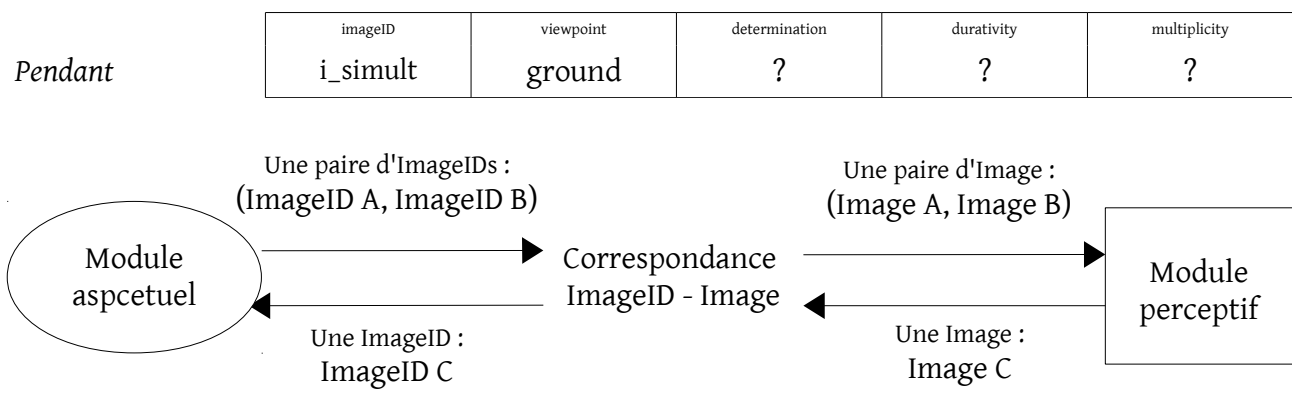 imageID viewpoint determination durativity multiplicity
Pendant i_simult ground ? ? ?
Une paire d'ImageIDs :
(ImageID A, ImageID B)
Une paire d'Image :
(Image A, Image B)
Module
aspcetuel
Correspondance
ImageID - Image
Module
perceptif
Une ImageID :
ImageID C
Une Image :
Image C